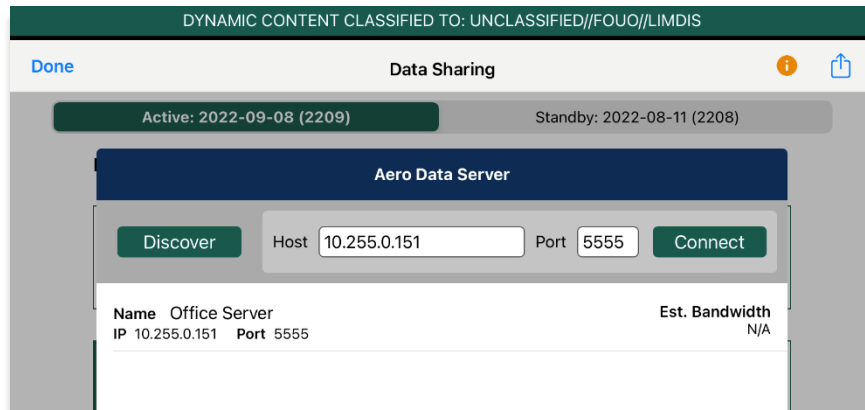 DYNAMIC CONTENT CLASSIFIED TO: UNCLASSIFIED//FOUO//LIMDIS
Done Data Sharing
Active: 2022-09-08 (2209) Standby: 2022-08-11 (2208)
Aero Data Server
Discover Host 10.255.0.151 Port 5555 Connect
Name Office Server Est. Bandwidth
IP 10.255.0.151 Port 5555 N/A